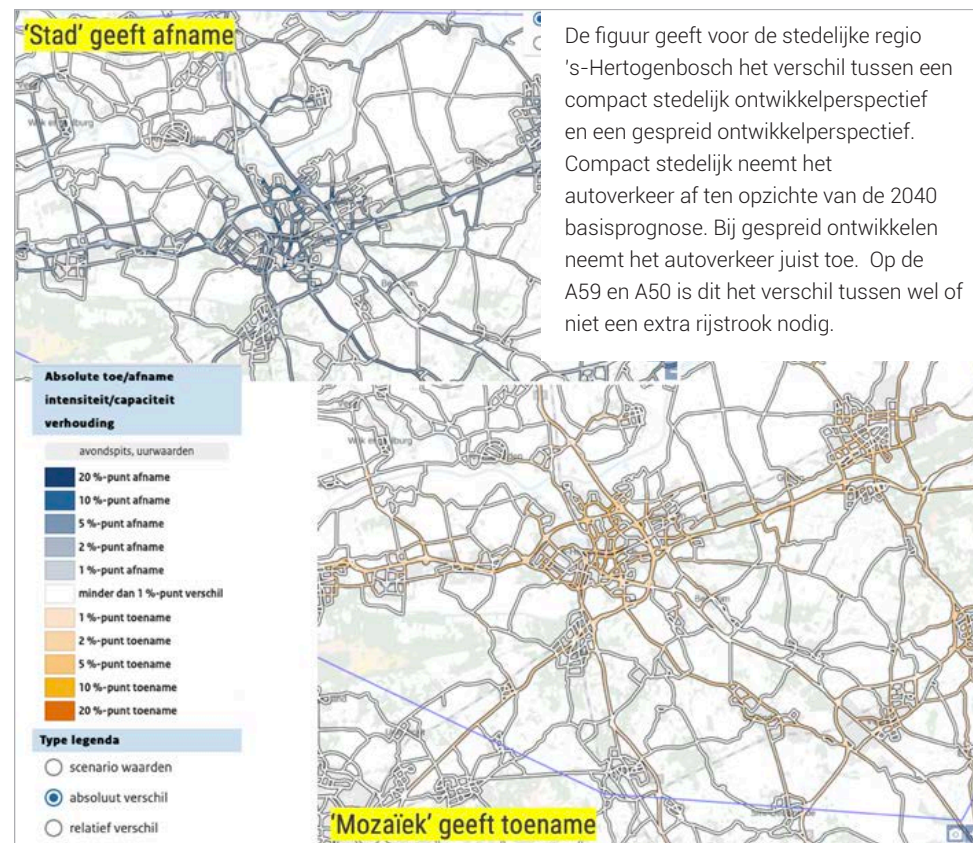 'Stad' geeft afname
De figuur geeft voor de stedelijke regio
's-Hertogenbosch het verschil tussen een
compact stedelijk ontwikkelperspectief
en een gespreid ontwikkelperspectief.
Compact stedelijk neemt het
autoverkeer af ten opzichte van de 2040
basisprognose. Bij gespreid ontwikkelen
neemt het autoverkeer juist toe. Op de
A59 en A50 is dit het verschil tussen wel of
niet een extra rijstrook nodig.
Absolute toe/afname
intensiteit/capaciteit
verhouding
avondspits, uurwaarden
20 %-punt afname
10 %-punt afname
5 %-punt afname
2 %-punt afname
1 %-punt afname
minder dan 1 %-punt verschil
1 %-punt toename
2 %-punt toename
5 %-punt toename
10 %-punt toename
20 %-punt toename
Type legenda
scenario waarden
absoluut verschil
relatief verschil
'Mozaïek' geeft toename